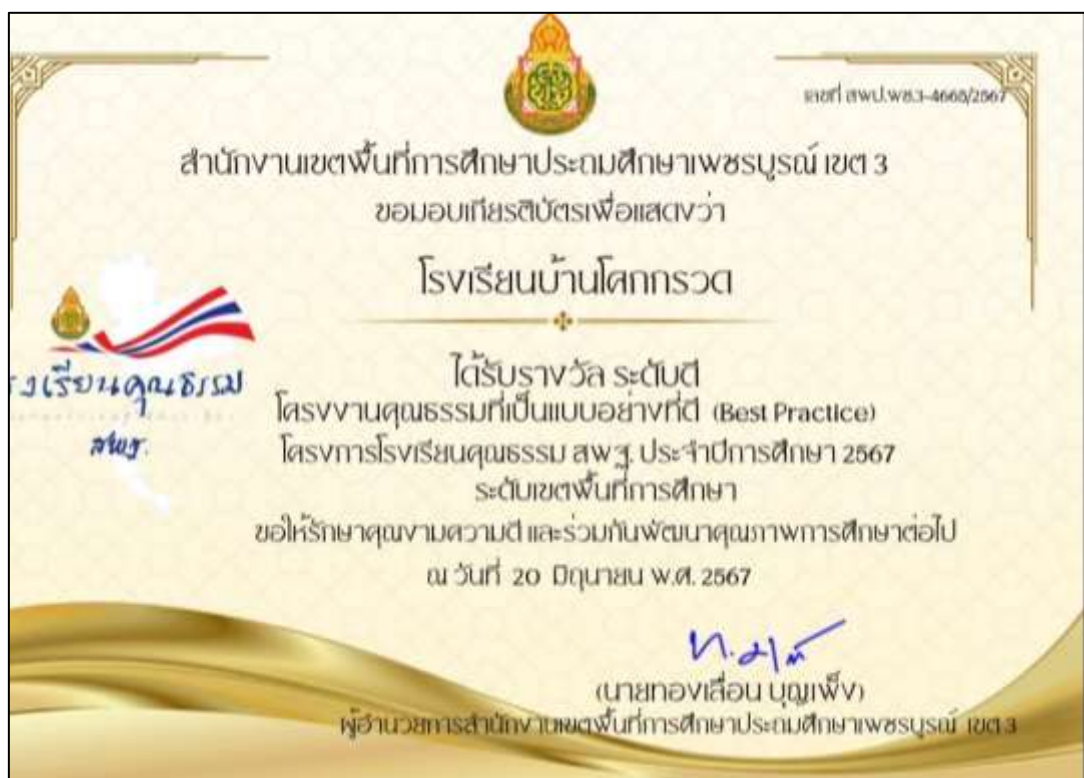 เลขที่ สพป.พช.3-4668/2567
สำนักงานเขตพื้นที่การศึกษาประถมศึกษาเพชรบูรณ์ เขต 3
ขอมอบเกียรติบัตรเพื่อแสดงว่า
โรงเรียนบ้านโคกกรวด
โรงเรียนคุณธรรม
สพฐ.
ได้รับรางวัล ระดับดี
โครงงานคุณธรรมที่เป็นแบบอย่างที่ดี (Best Practice)
โครงการโรงเรียนคุณธรรม สพฐ. ประจำปีการศึกษา 2567
ระดับเขตพื้นที่การศึกษา
ขอให้รักษาคุณงามความดี และร่วมกันพัฒนาคุณภาพการศึกษาต่อไป
ณ วันที่ 20 มิถุนายน พ.ศ. 2567
(นายทองเลื่อน บุญเพ็ง)
ผู้อำนวยการสำนักงานเขตพื้นที่การศึกษาประถมศึกษาเพชรบูรณ์ เขต 3